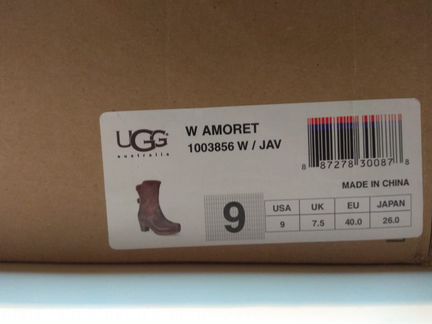 UGG
australia
W AMORET
1003856 W / JAV
8 87278 30087 8
MADE IN CHINA
9
USA UK EU JAPAN
9 7.5 40.0 26.0